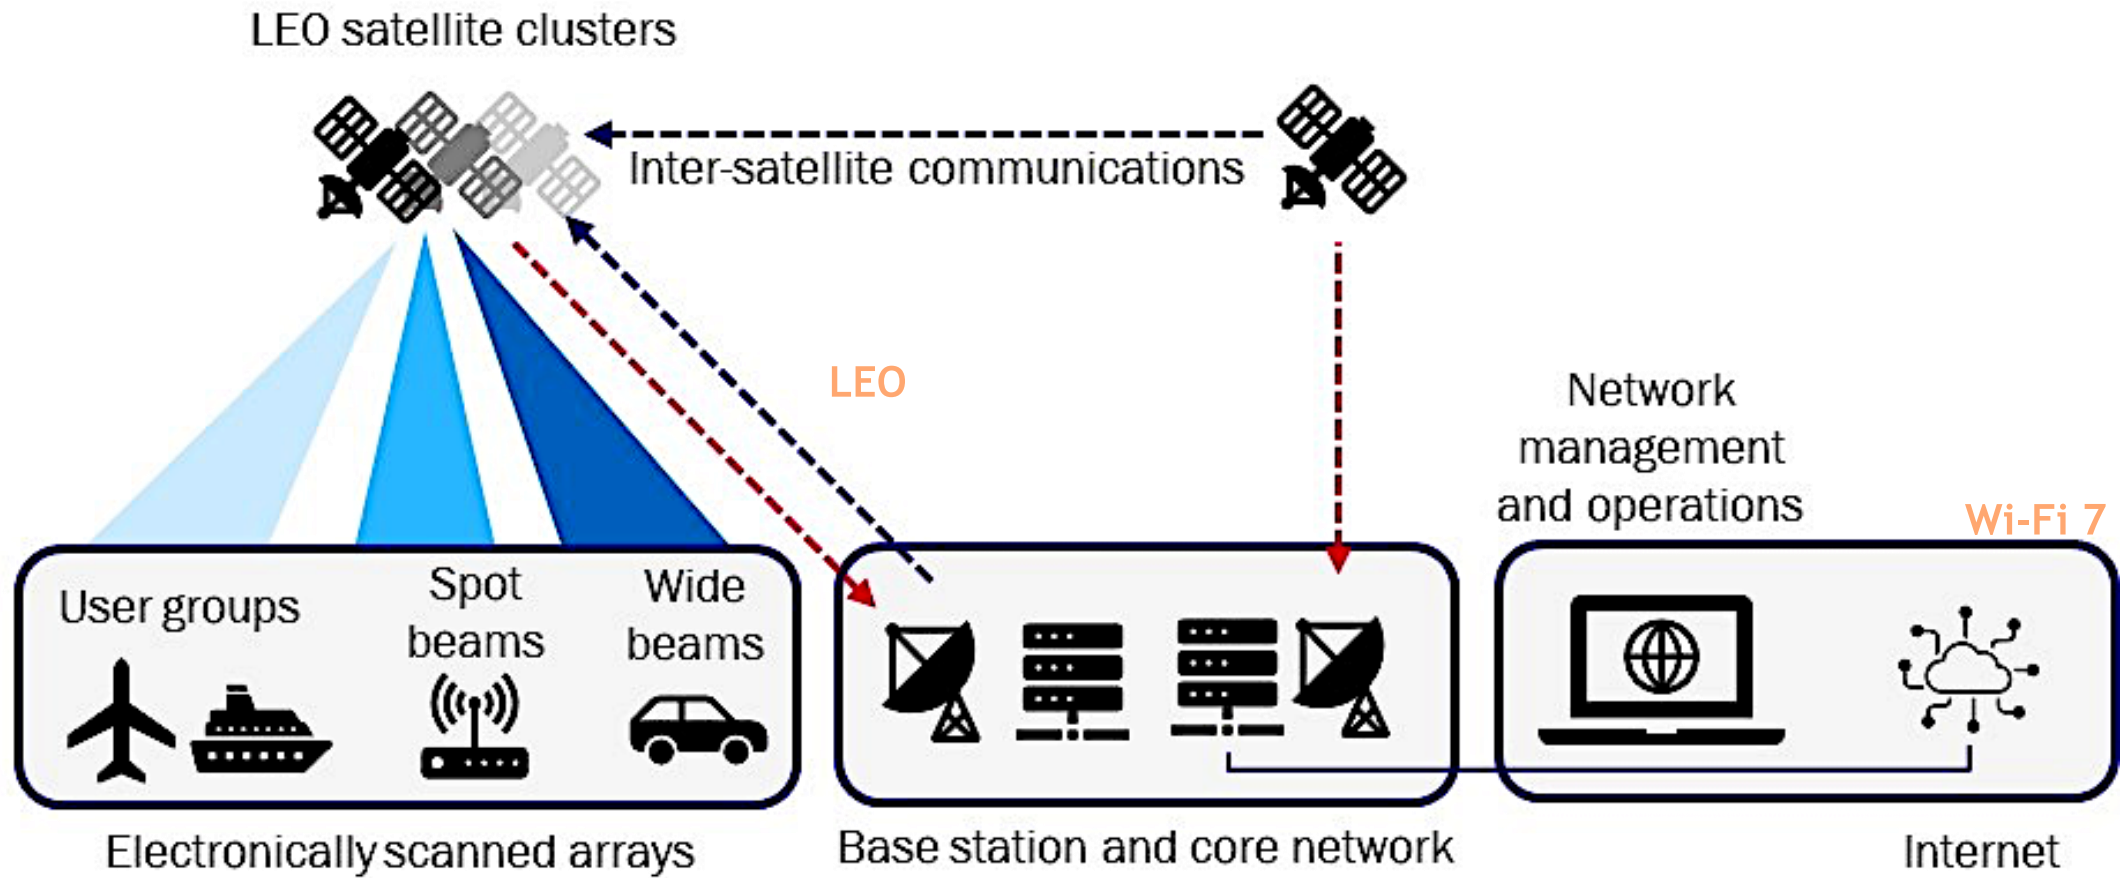 LEO satellite clusters
Inter-satellite communications
LEO
Network
management
and operations
Wi-Fi 7
User groups
Spot
beams
Wide
beams
Electronically scanned arrays
Base station and core network
Internet